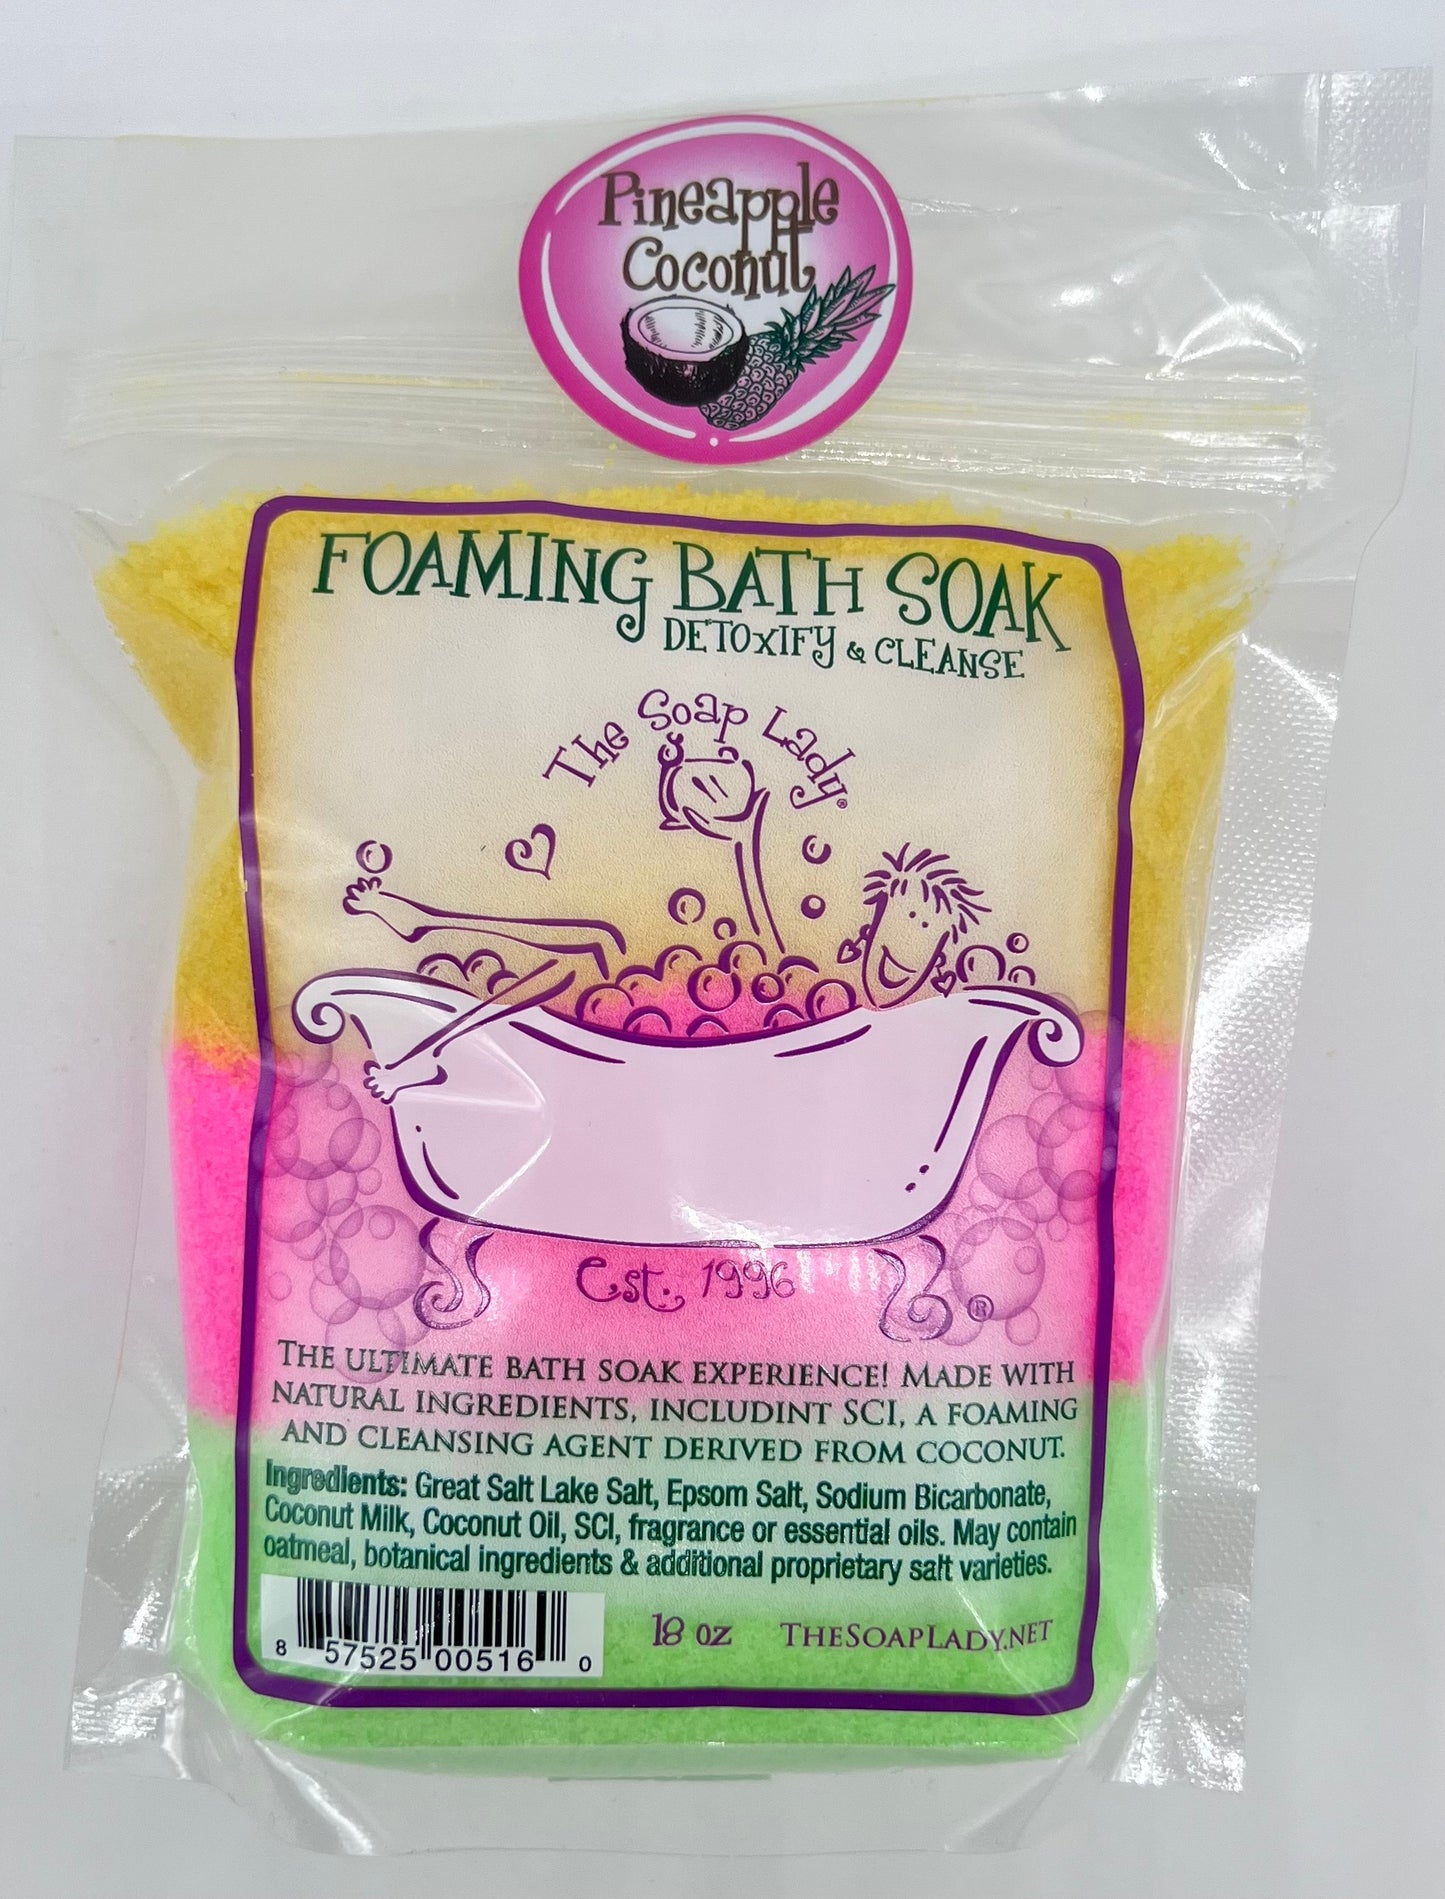 Pineapple
Coconut
FOAMING BATH SOAK
DETOXIFY & CLEANSE
The Soap Lady®
Est. 1996
®
THE ULTIMATE BATH SOAK EXPERIENCE! MADE WITH
NATURAL INGREDIENTS, INCLUDINT SCI, A FOAMING
AND CLEANSING AGENT DERIVED FROM COCONUT.
Ingredients: Great Salt Lake Salt, Epsom Salt, Sodium Bicarbonate,
Coconut Milk, Coconut Oil, SCI, fragrance or essential oils. May contain
oatmeal, botanical ingredients & additional proprietary salt varieties.
18 oz THESOAPLADY.NET
8 57525 00516 0